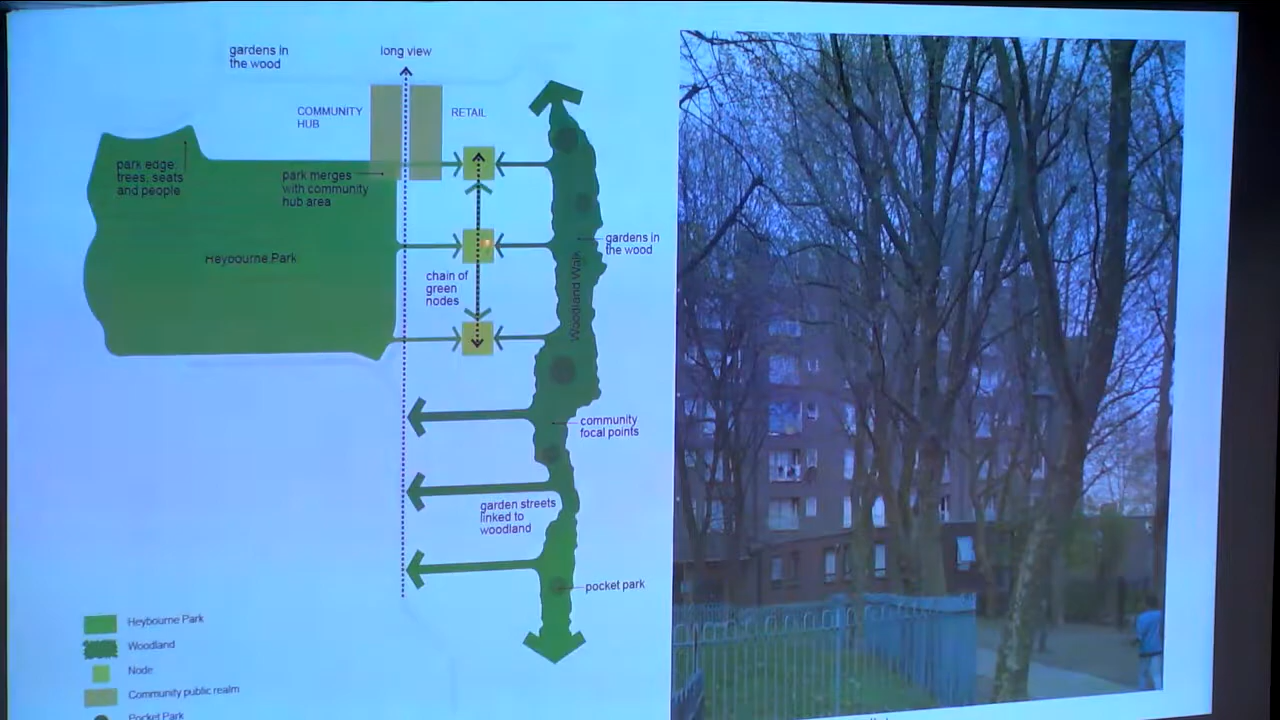 gardens in
the wood
long view
COMMUNITY
HUB
RETAIL
park edge:
trees, seats
and people
park merges
with community
hub area
Heybourne Park
gardens in
the wood
chain of
green
nodes
Woodland Walk
community
focal points
garden streets
linked to
woodland
pocket park
Heybourne Park
Woodland
Node
Community public realm
Pocket Park